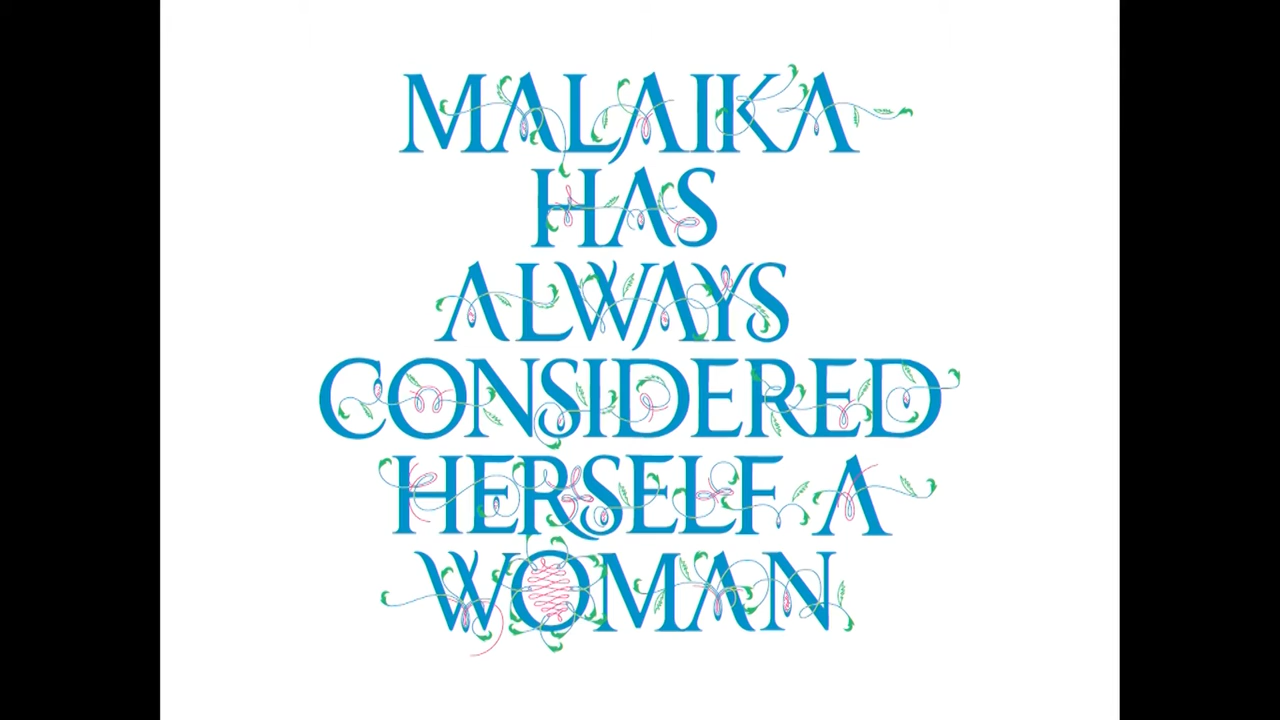 MALAIKA
HAS
ALWAYS
CONSIDERED
HERSELF A
WOMAN